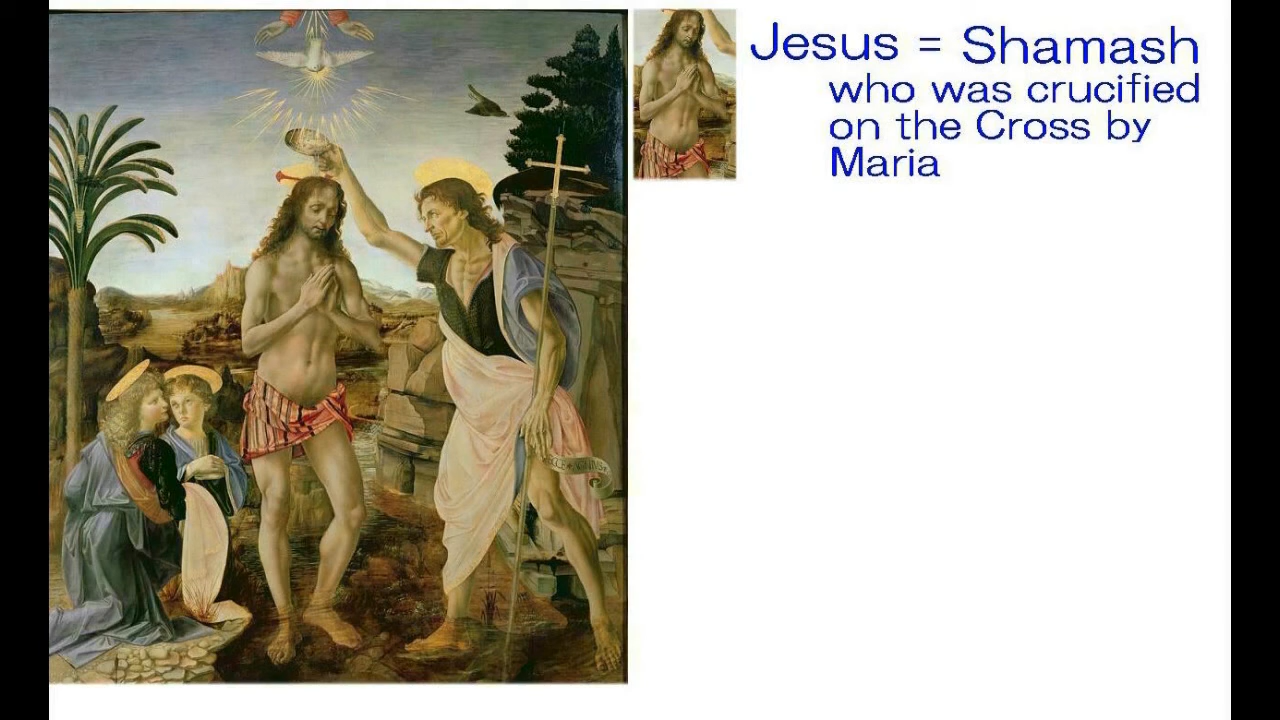 Jesus = Shamash
who was crucified
on the Cross by
Maria